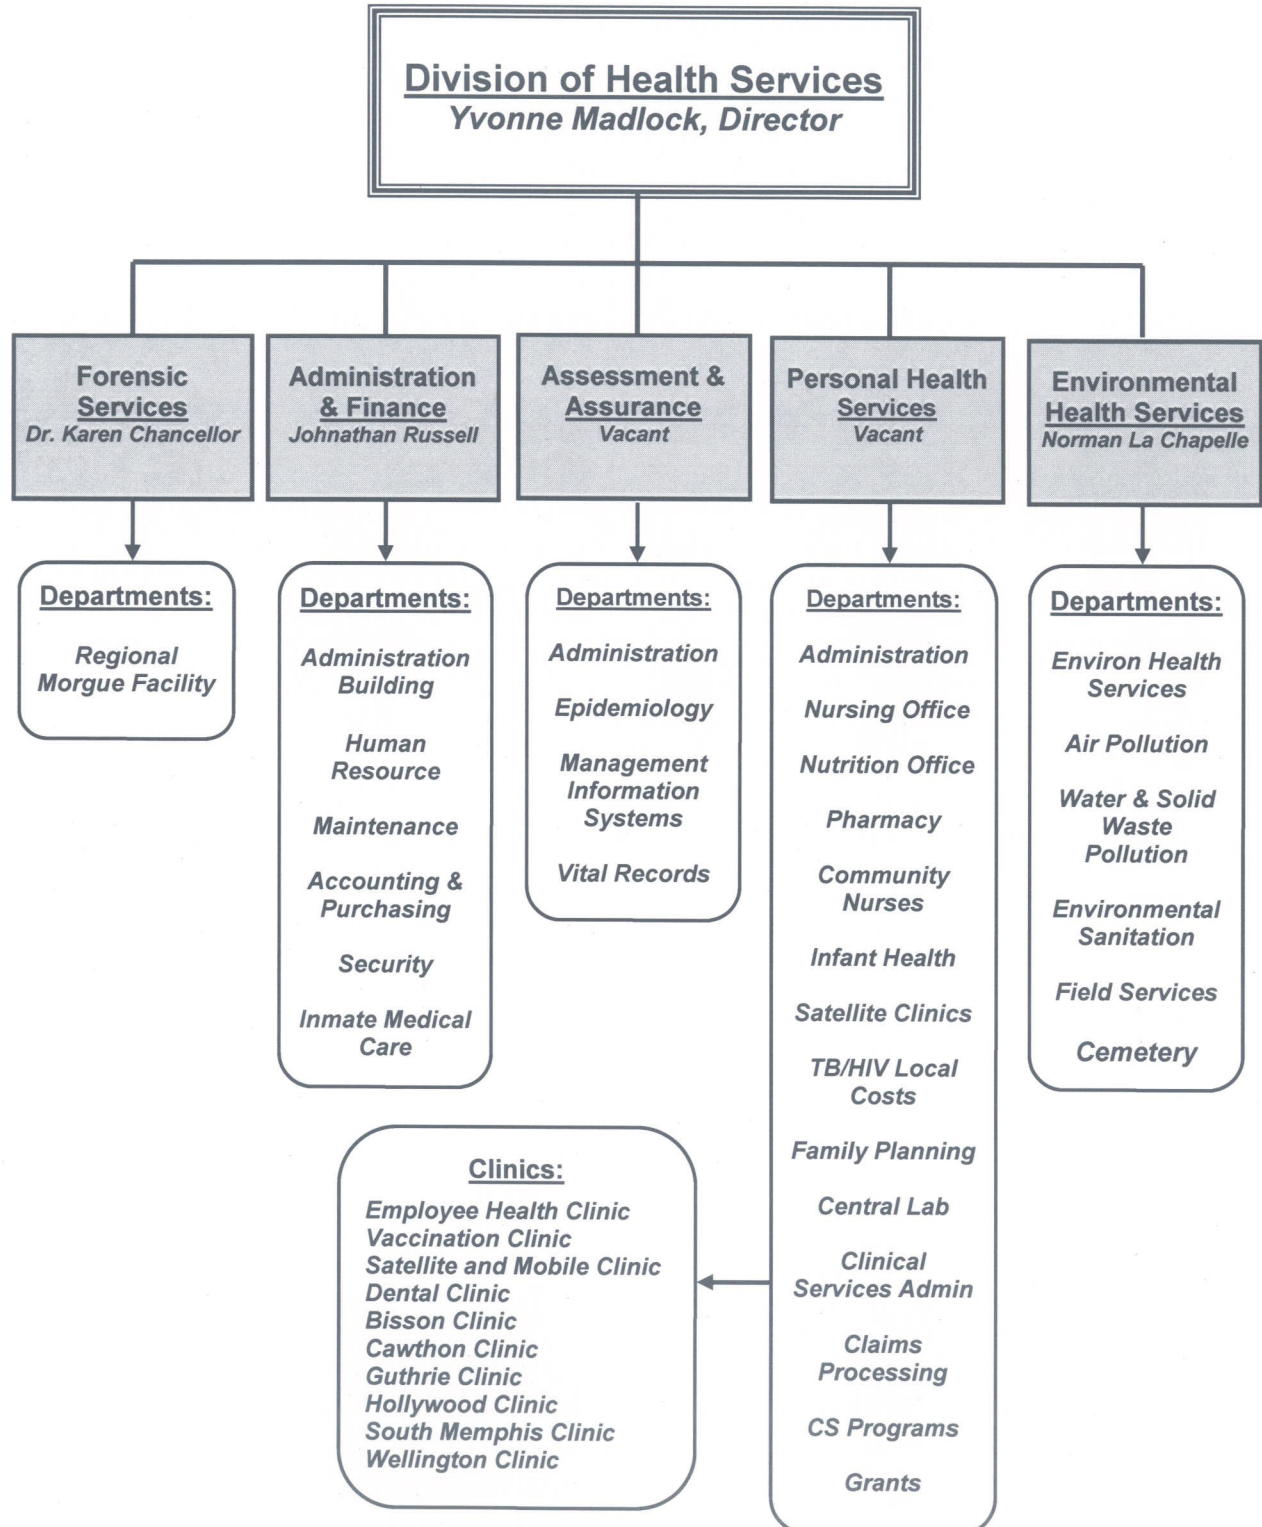 Division of Health Services
Yvonne Madlock, Director
Forensic
Services
Dr. Karen Chancellor
Administration
& Finance
Johnathan Russell
Assessment &
Assurance
Vacant
Personal Health
Services
Vacant
Environmental
Health Services
Norman La Chapelle
Departments:
Regional
Morgue Facility
Departments:
Administration
Building
Human
Resource
Maintenance
Accounting &
Purchasing
Security
Inmate Medical
Care
Departments:
Administration
Epidemiology
Management
Information
Systems
Vital Records
Departments:
Administration
Nursing Office
Nutrition Office
Pharmacy
Community
Nurses
Infant Health
Satellite Clinics
TB/HIV Local
Costs
Family Planning
Central Lab
Clinical
Services Admin
Claims
Processing
CS Programs
Grants
Departments:
Environ Health
Services
Air Pollution
Water & Solid
Waste
Pollution
Environmental
Sanitation
Field Services
Cemetery
Clinics:
Employee Health Clinic
Vaccination Clinic
Satellite and Mobile Clinic
Dental Clinic
Bisson Clinic
Cawthon Clinic
Guthrie Clinic
Hollywood Clinic
South Memphis Clinic
Wellington Clinic